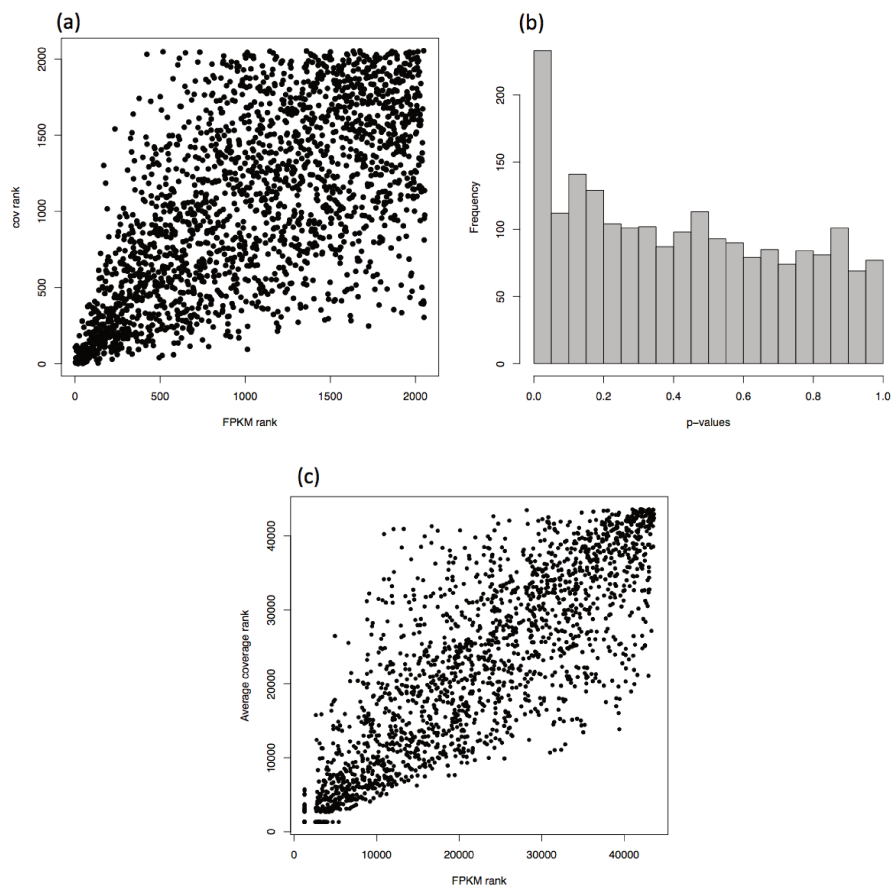 (a)
2000
1500
1000
500
0
cov rank
0 500 1000 1500 2000
FPKM rank
(b)
200
150
100
50
0
Frequency
0.0 0.2 0.4 0.6 0.8 1.0
p-values
(c)
40000
30000
20000
10000
0
Average coverage rank
0 10000 20000 30000 40000
FPKM rank